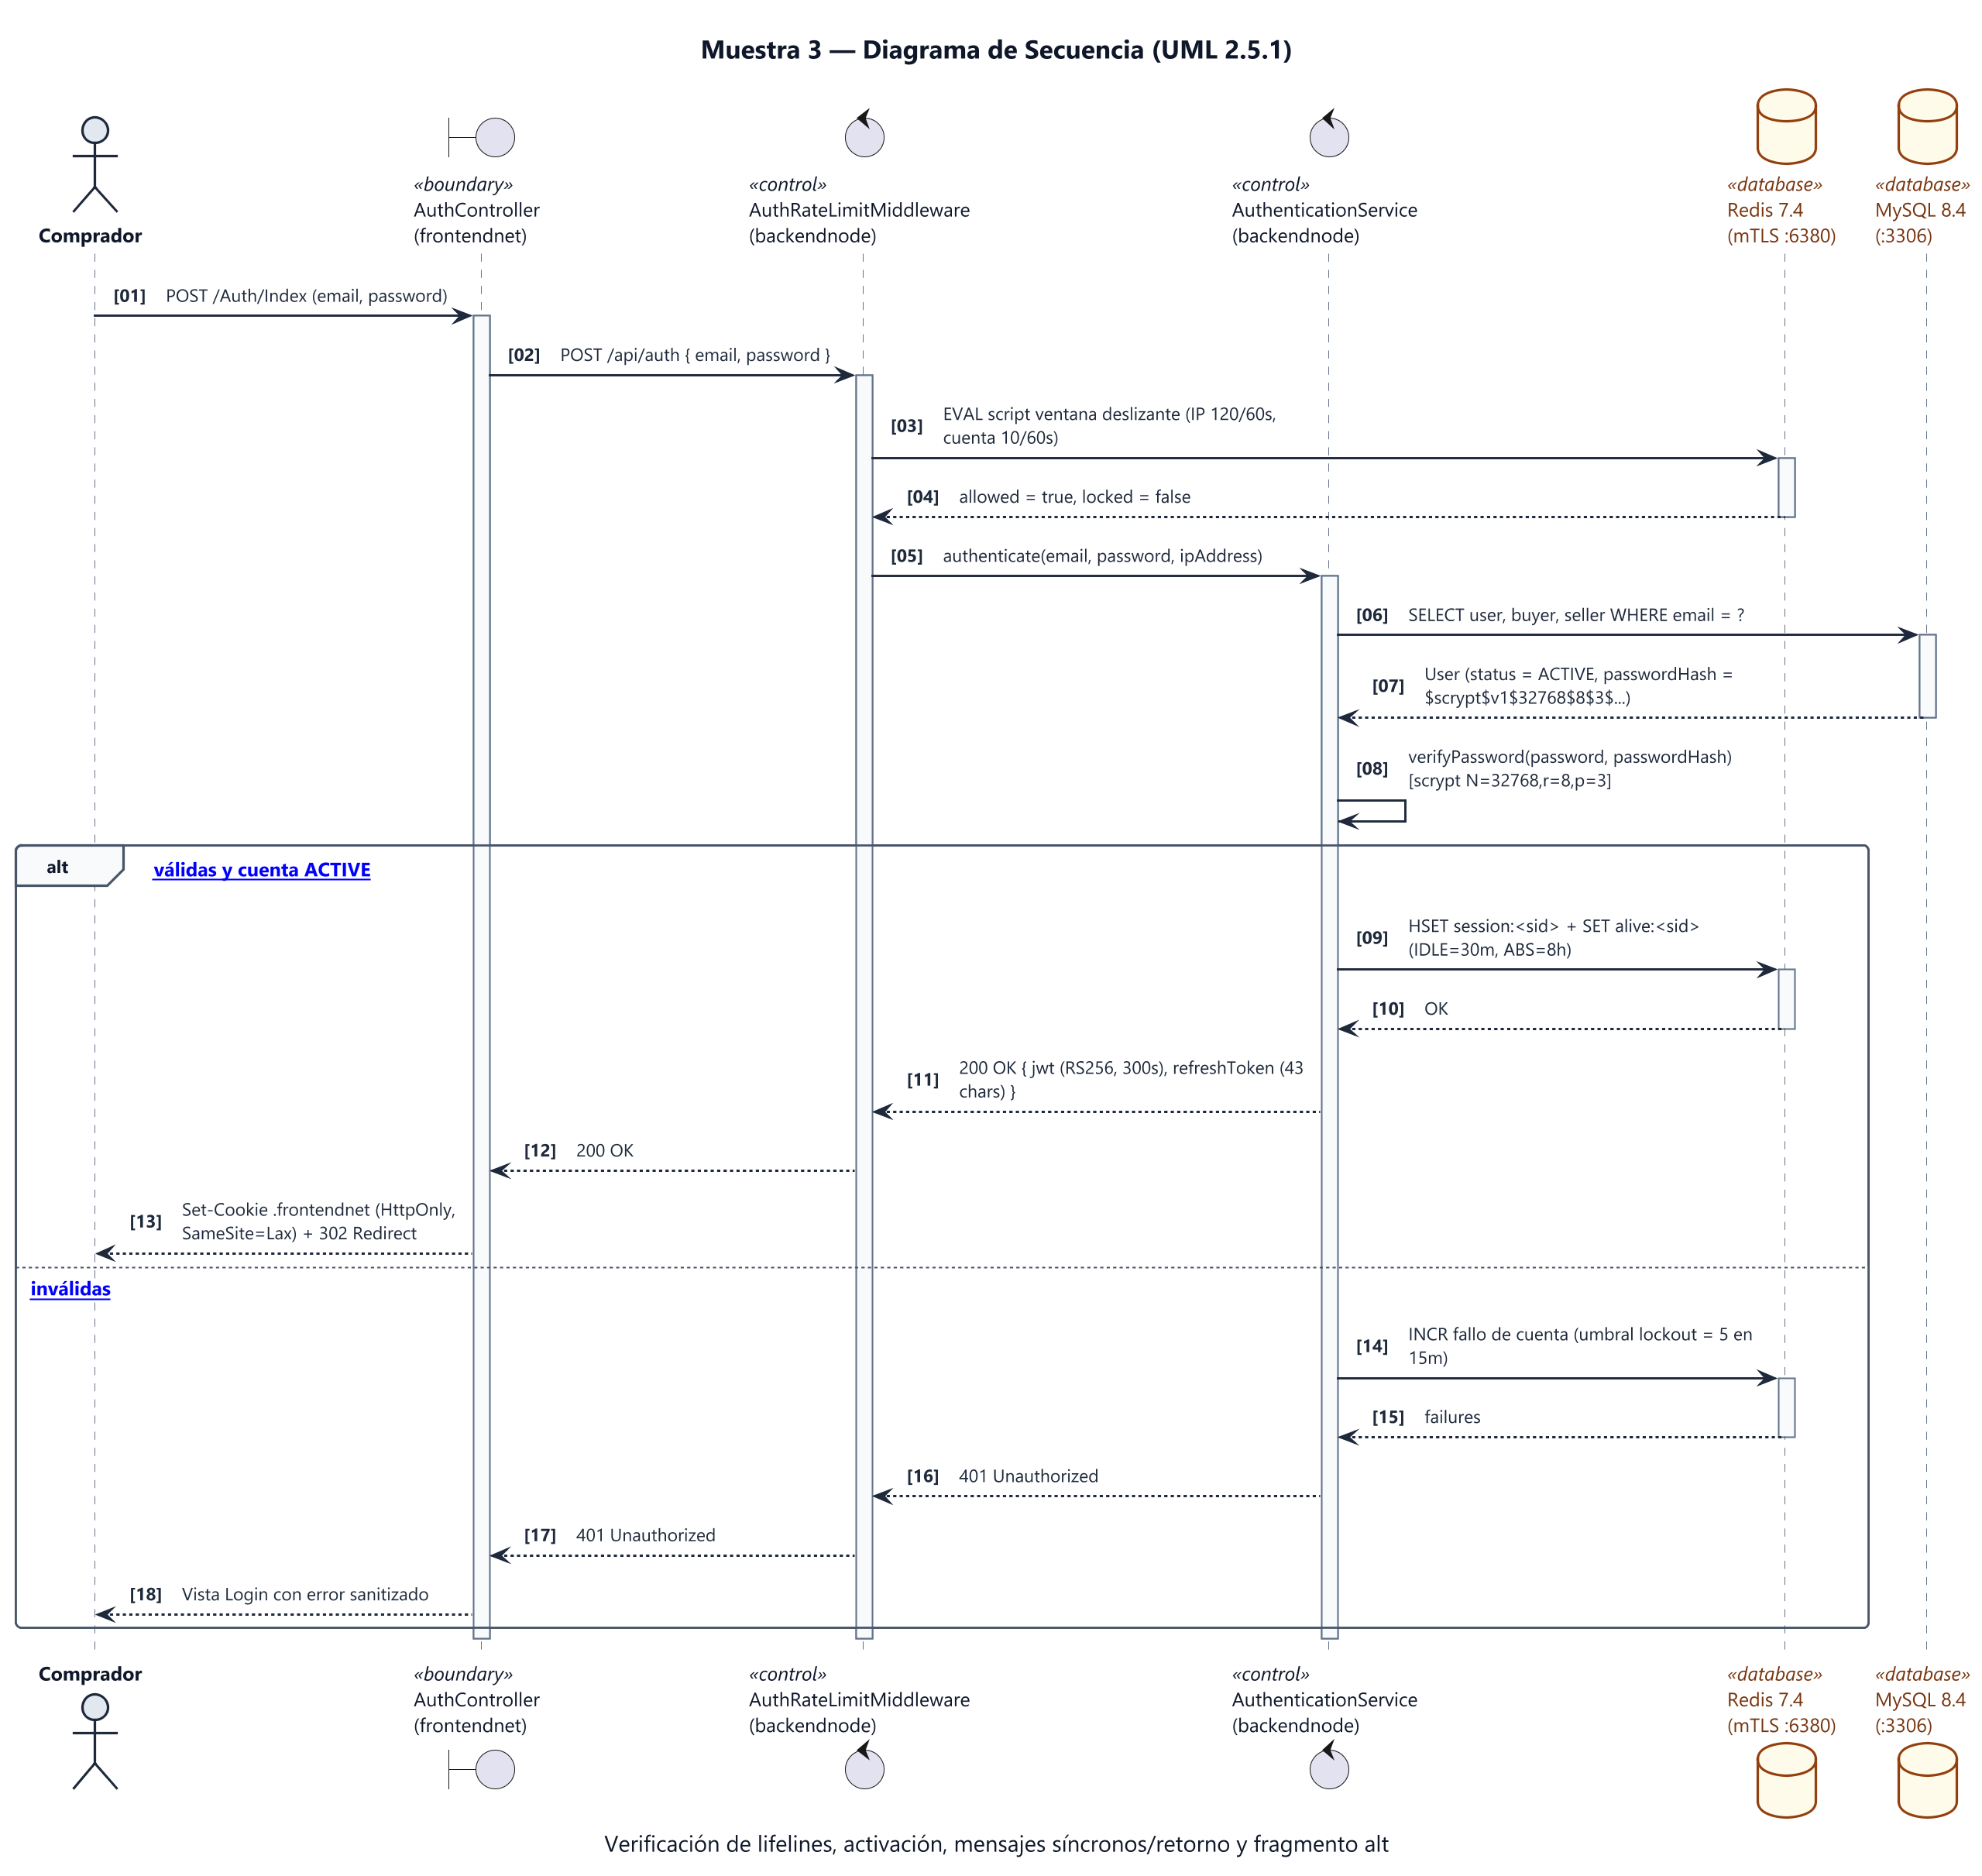 Muestra 3 — Diagrama de Secuencia (UML 2.5.1)
Comprador
«boundary»
AuthController
(frontendnet)
«control»
AuthRateLimitMiddleware
(backendnode)
«control»
AuthenticationService
(backendnode)
«database»
Redis 7.4
(mTLS :6380)
«database»
MySQL 8.4
(:3306)
[01] POST /Auth/Index (email, password)
[02] POST /api/auth { email, password }
[03] EVAL script ventana deslizante (IP 120/60s,
cuenta 10/60s)
[04] allowed = true, locked = false
[05] authenticate(email, password, ipAddress)
[06] SELECT user, buyer, seller WHERE email = ?
[07] User (status = ACTIVE, passwordHash =
$scrypt$v1$32768$8$3$...)
[08] verifyPassword(password, passwordHash)
[scrypt N=32768,r=8,p=3]
alt válidas y cuenta ACTIVE
[09] HSET session:<sid> + SET alive:<sid>
(IDLE=30m, ABS=8h)
[10] OK
[11] 200 OK { jwt (RS256, 300s), refreshToken (43
chars) }
[12] 200 OK
[13] Set-Cookie .frontendnet (HttpOnly,
SameSite=Lax) + 302 Redirect
inválidas
[14] INCR fallo de cuenta (umbral lockout = 5 en
15m)
[15] failures
[16] 401 Unauthorized
[17] 401 Unauthorized
[18] Vista Login con error sanitizado
Comprador
«boundary»
AuthController
(frontendnet)
«control»
AuthRateLimitMiddleware
(backendnode)
«control»
AuthenticationService
(backendnode)
«database»
Redis 7.4
(mTLS :6380)
«database»
MySQL 8.4
(:3306)
Verificación de lifelines, activación, mensajes síncronos/retorno y fragmento alt